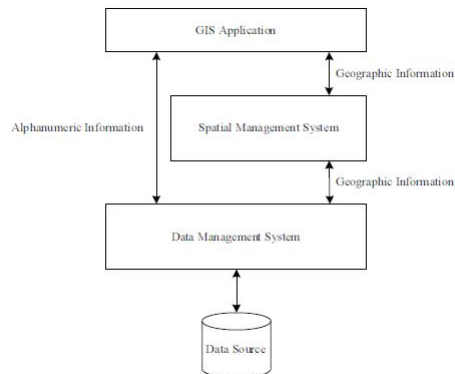 GIS Application
Geographic Information
Alphanumeric Information
Spatial Management System
Geographic Information
Data Management System
Data Source